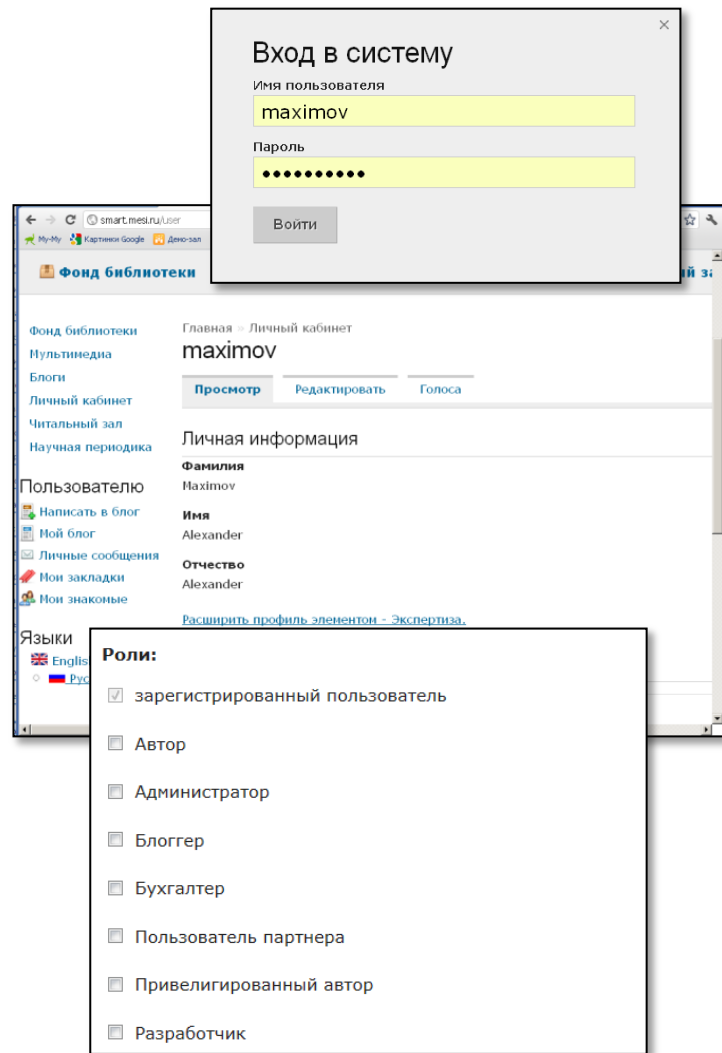 Вход в систему
Имя пользователя
maximov
Пароль
●●●●●●●●●●
Войти
smart.mesi.ru/user
My-My Картинки Google Демо-зал
Фонд библиотеки
Фонд библиотеки
Мультимедиа
Блоги
Личный кабинет
Читальный зал
Научная периодика
Пользователю
Написать в блог
Мой блог
Личные сообщения
Мои закладки
Мои знакомые
Языки
Главная » Личный кабинет
maximov
Просмотр Редактировать Голоса
Личная информация
Фамилия
Maximov
Имя
Alexander
Отчество
Alexander
Расширить профиль элементом - Экспертиза.
Роли:
зарегистрированный пользователь
Автор
Администратор
Блоггер
Бухгалтер
Пользователь партнера
Привелигированный автор
Разработчик